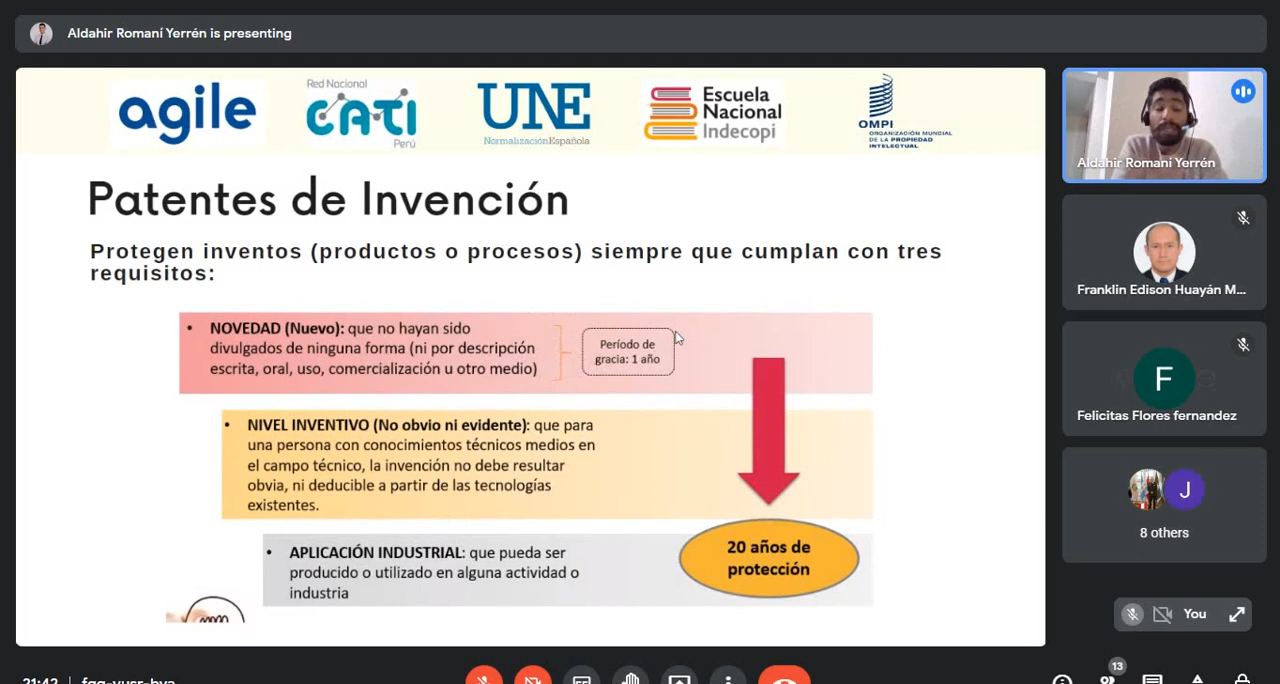 Aldahir Romaní Yerrén is presenting
agile
Red Nacional
CATI
Perú
UNE
Normalización Española
Escuela
Nacional
Indecopi
OMPI
ORGANIZACIÓN MUNDIAL
DE LA PROPIEDAD
INTELECTUAL
Patentes de Invención
Protegen inventos (productos o procesos) siempre que cumplan con tres
requisitos:
• NOVEDAD (Nuevo): que no hayan sido
divulgados de ninguna forma (ni por descripción
escrita, oral, uso, comercialización u otro medio)
Período de
gracia: 1 año
• NIVEL INVENTIVO (No obvio ni evidente): que para
una persona con conocimientos técnicos medios en
el campo técnico, la invención no debe resultar
obvia, ni deducible a partir de las tecnologías
existentes.
• APLICACIÓN INDUSTRIAL: que pueda ser
producido o utilizado en alguna actividad o
industria
20 años de
protección
Aldahir Romaní Yerrén
Franklin Edison Huayán M...
F
Felicitas Flores fernandez
J
8 others
You
13
21:42